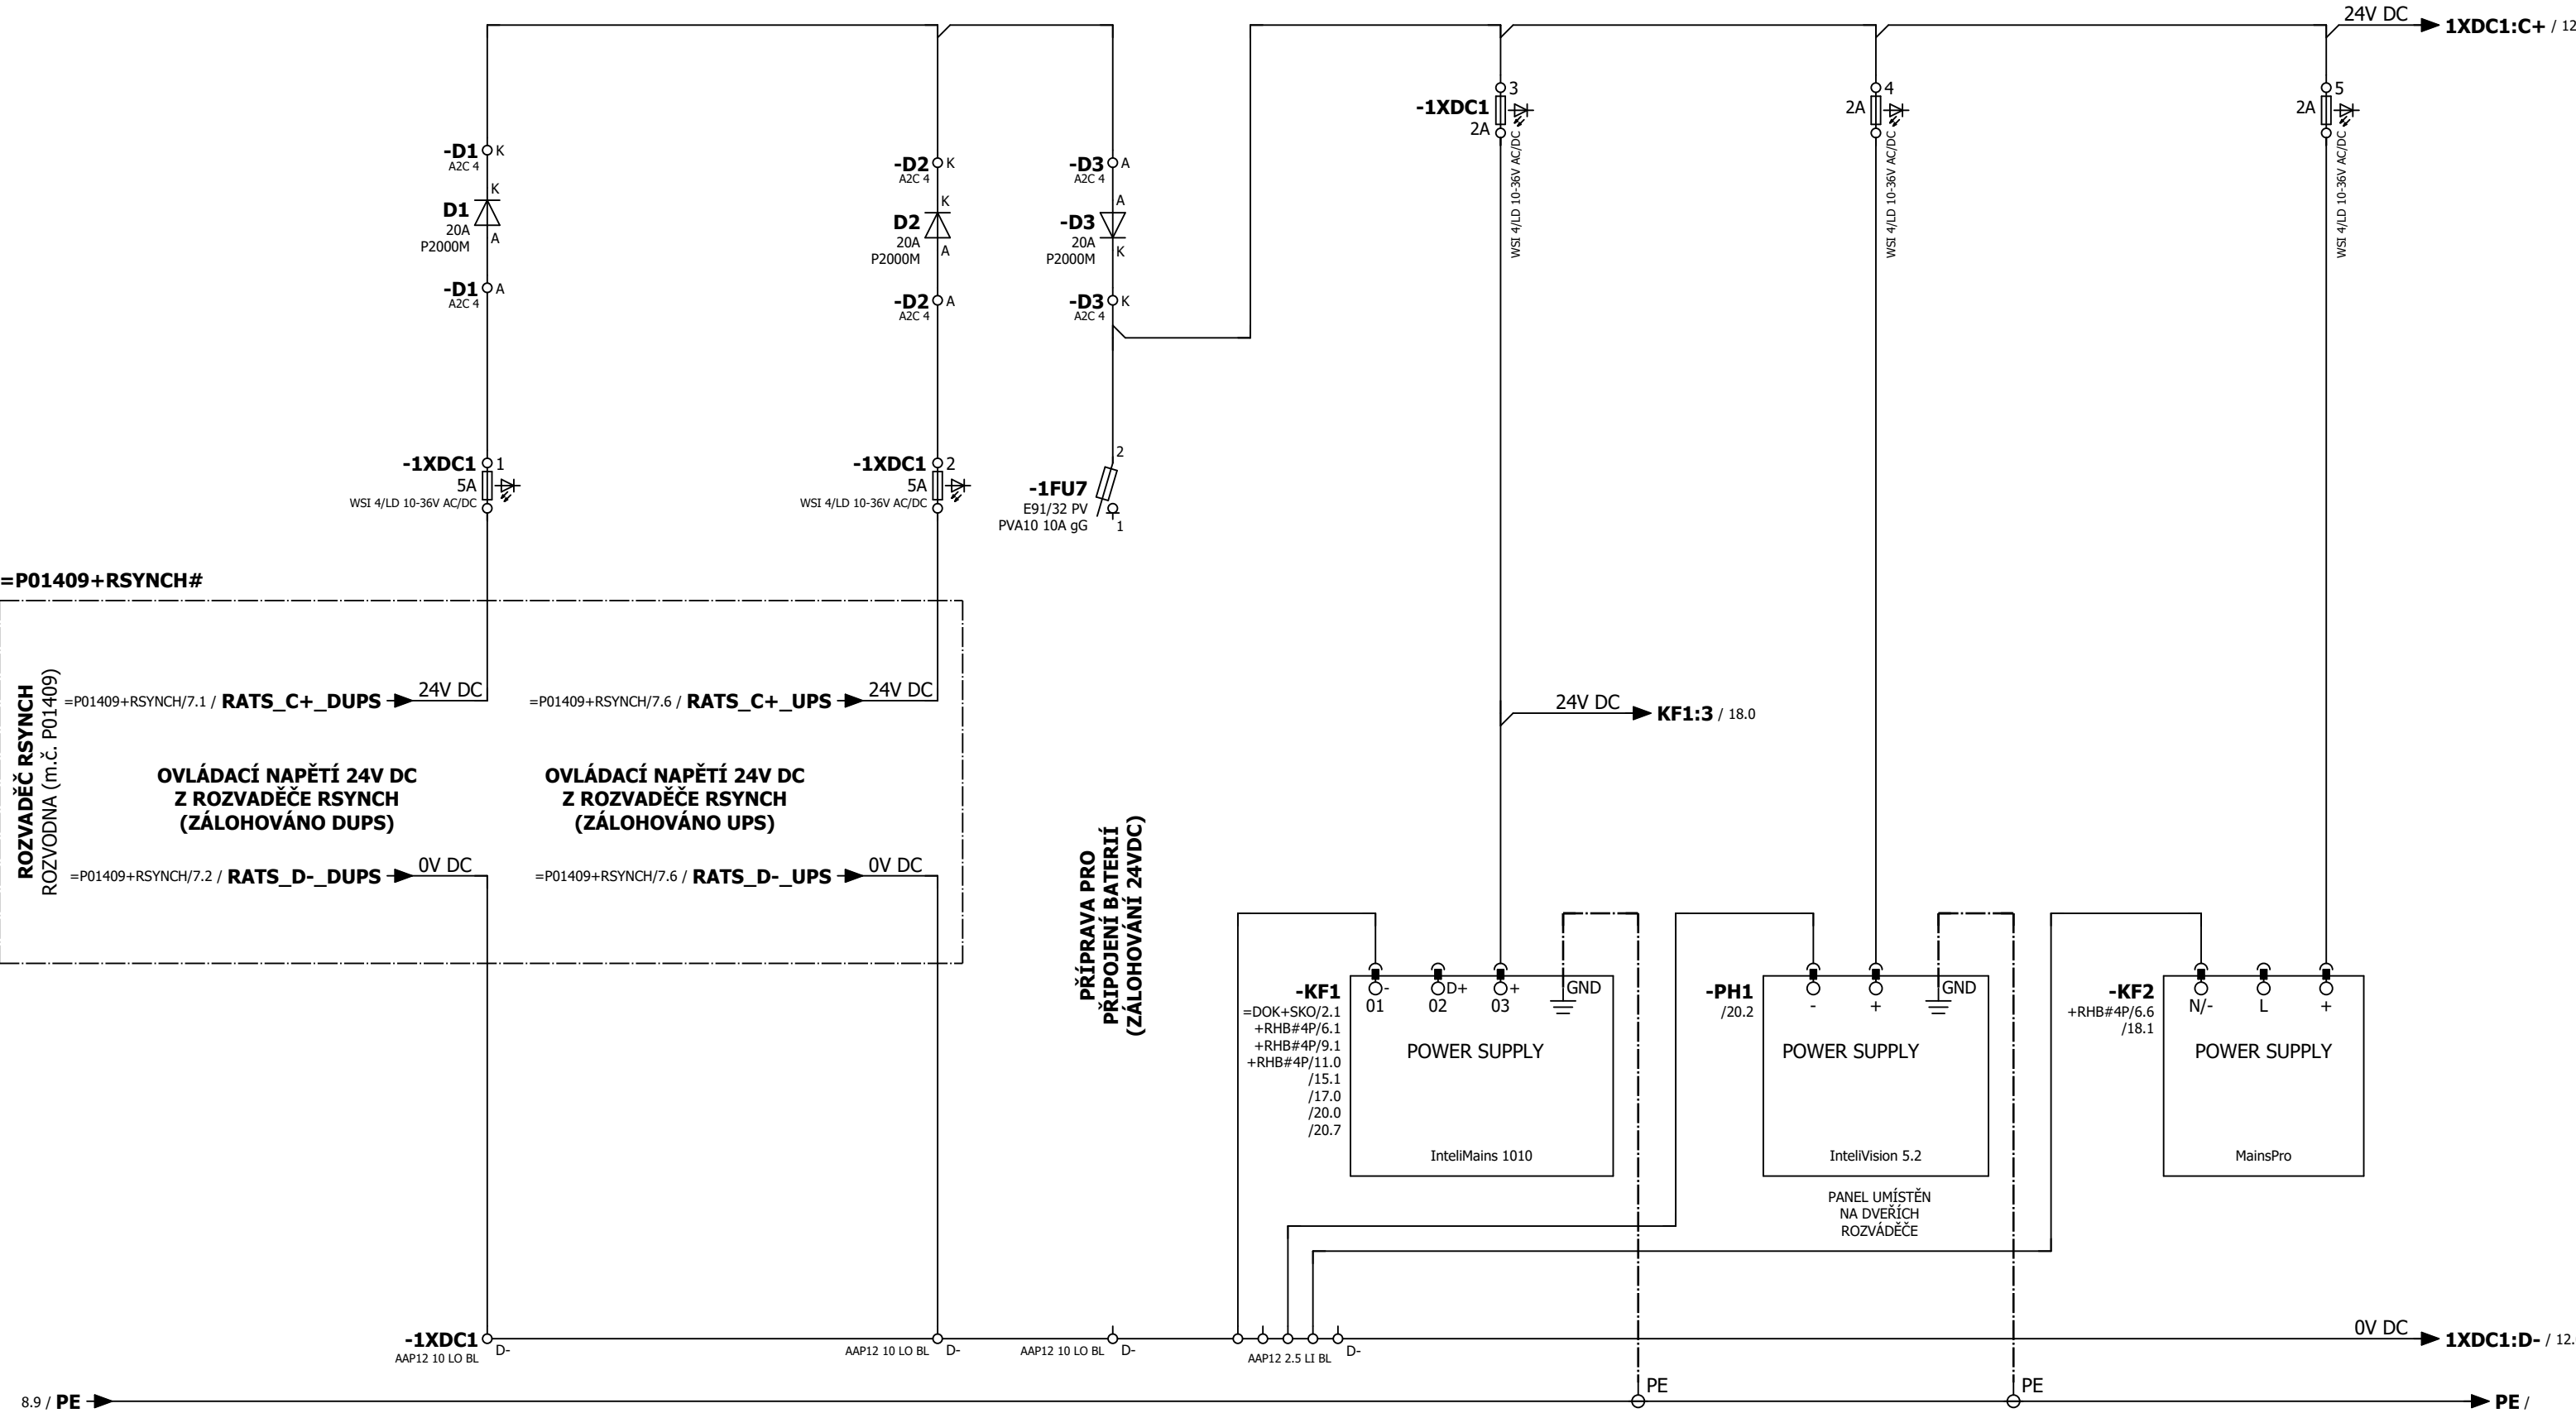 24V DC
1XDC1:C+ / 12
-1XDC1
3
2A
WSI 4/LD 10-36V AC/DC
4
2A
WSI 4/LD 10-36V AC/DC
5
2A
WSI 4/LD 10-36V AC/DC
-D1
A2C 4
K
K
D1
20A
P2000M
A
-D1
A2C 4
A
-D2
A2C 4
K
K
D2
20A
P2000M
A
-D2
A2C 4
A
-D3
A2C 4
A
A
-D3
20A
P2000M
K
-D3
A2C 4
K
-1XDC1
1
5A
WSI 4/LD 10-36V AC/DC
-1XDC1
2
5A
WSI 4/LD 10-36V AC/DC
2
-1FU7
E91/32 PV
PVA10 10A gG
1
=P01409+RSYNCH#
ROZVADĚČ RSYNCH
ROZVODNA (m.č. P01409)
=P01409+RSYNCH/7.1 / RATS_C+_DUPS
24V DC
=P01409+RSYNCH/7.6 / RATS_C+_UPS
24V DC
OVLÁDACÍ NAPĚTÍ 24V DC
Z ROZVADĚČE RSYNCH
(ZÁLOHOVÁNO DUPS)
OVLÁDACÍ NAPĚTÍ 24V DC
Z ROZVADĚČE RSYNCH
(ZÁLOHOVÁNO UPS)
=P01409+RSYNCH/7.2 / RATS_D-_DUPS
0V DC
=P01409+RSYNCH/7.6 / RATS_D-_UPS
0V DC
PŘÍPRAVA PRO
PŘIPOJENÍ BATERIÍ
(ZÁLOHOVÁNÍ 24VDC)
24V DC
KF1:3 / 18.0
-KF1
=DOK+SKO/2.1
+RHB#4P/6.1
+RHB#4P/9.1
+RHB#4P/11.0
/15.1
/17.0
/20.0
/20.7
-
01
D+
02
+
03
GND
POWER SUPPLY
InteliMains 1010
-PH1
/20.2
-
+
GND
POWER SUPPLY
InteliVision 5.2
PANEL UMÍSTĚN
NA DVEŘÍCH
ROZVÁDĚČE
-KF2
+RHB#4P/6.6
/18.1
N/-
L
+
POWER SUPPLY
MainsPro
-1XDC1
AAP12 10 LO BL
D-
AAP12 10 LO BL
D-
AAP12 10 LO BL
D-
AAP12 2.5 LI BL
D-
0V DC
1XDC1:D- / 12.
8.9 / PE
PE
PE
PE /